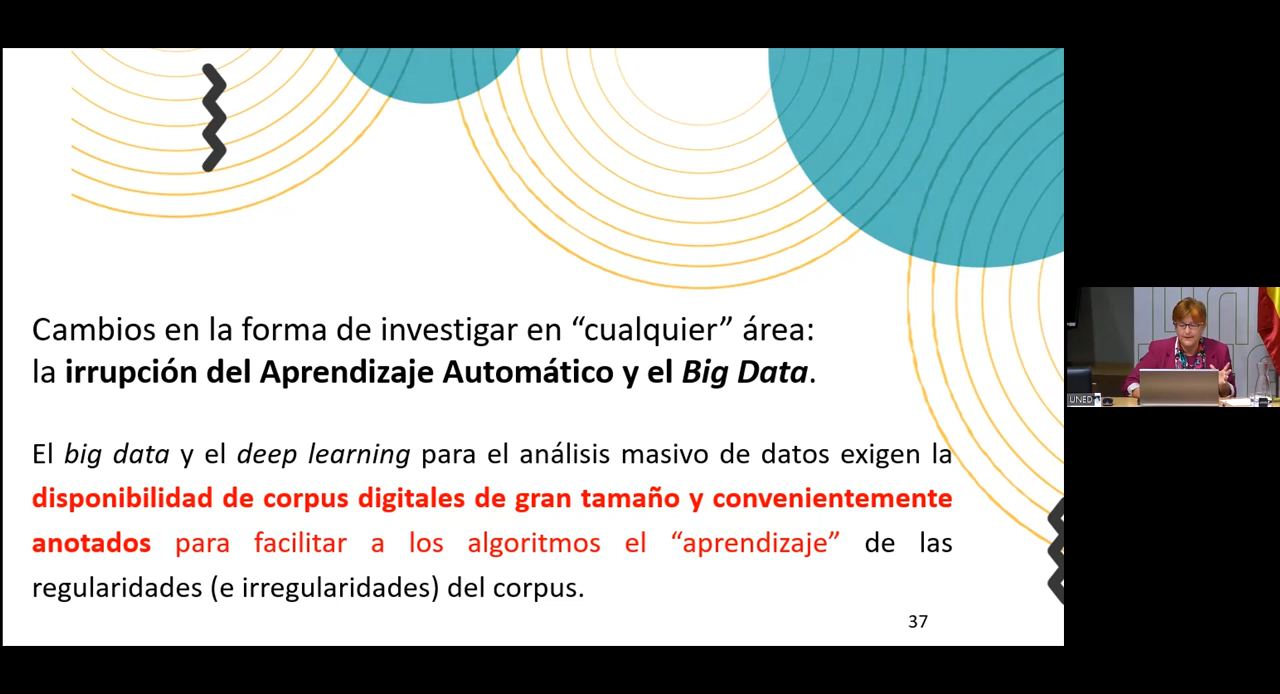 Cambios en la forma de investigar en “cualquier” área:
la irrupción del Aprendizaje Automático y el Big Data.
El big data y el deep learning para el análisis masivo de datos exigen la
disponibilidad de corpus digitales de gran tamaño y convenientemente
anotados para facilitar a los algoritmos el “aprendizaje” de las
regularidades (e irregularidades) del corpus.
37
UNED